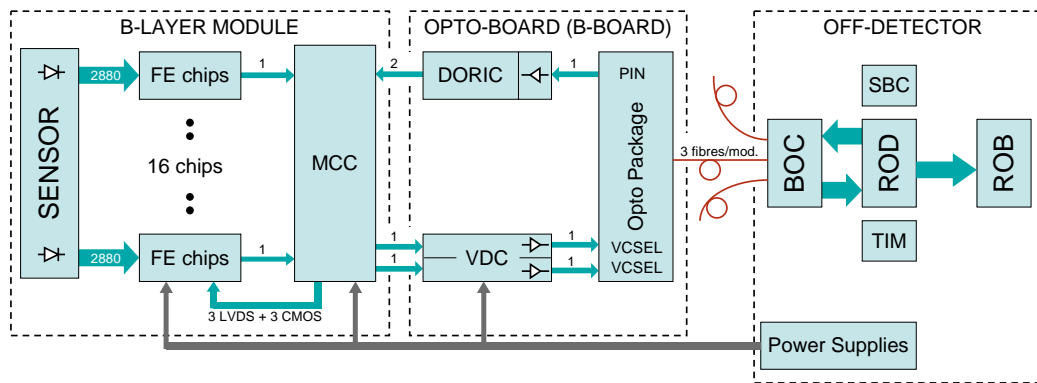 B-LAYER MODULE
OPTO-BOARD (B-BOARD)
OFF-DETECTOR
SENSOR
2880
FE chips
1
16 chips
2880
FE chips
1
3 LVDS + 3 CMOS
MCC
2
DORIC
1
PIN
Opto Package
1
1
VDC
1
1
VCSEL
VCSEL
3 fibres/mod.
BOC
SBC
ROD
TIM
ROB
Power Supplies